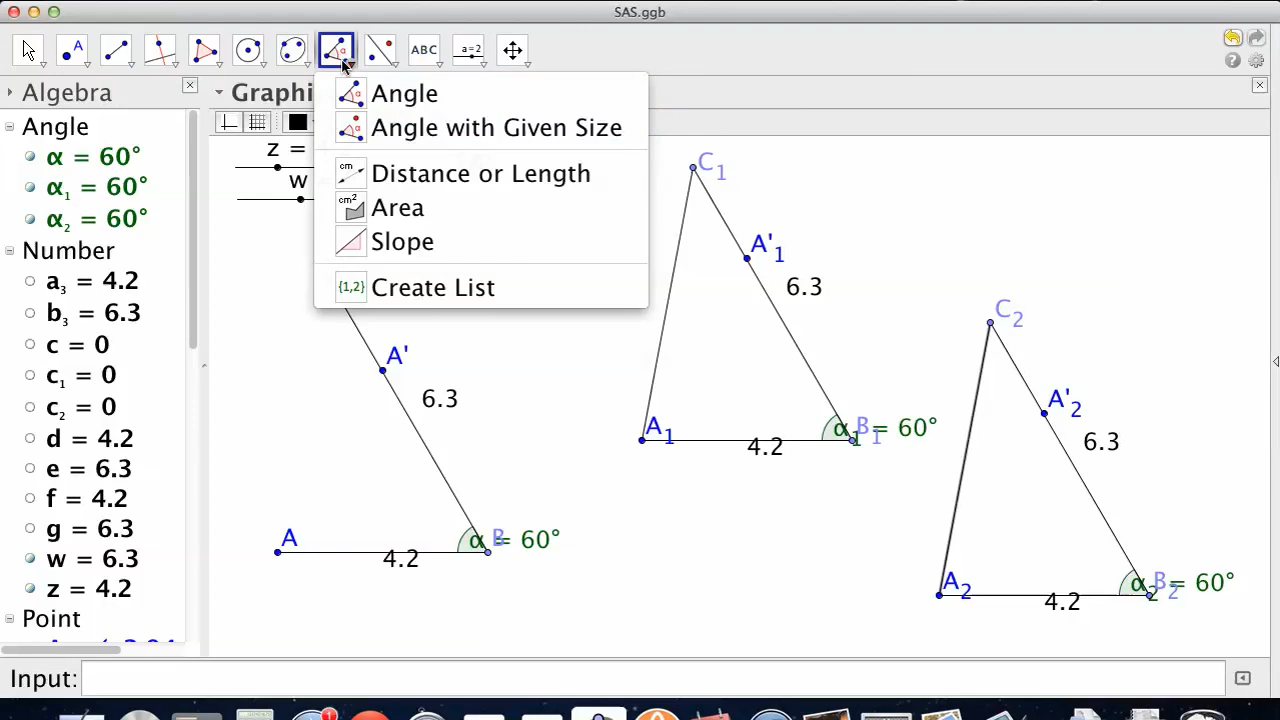 SAS.ggb
A
ABC
a=2
Algebra
Graphi
Angle
α = 60°
α1 = 60°
α2 = 60°
Number
a3 = 4.2
b3 = 6.3
c = 0
c1 = 0
c2 = 0
d = 4.2
e = 6.3
f = 4.2
g = 6.3
w = 6.3
z = 4.2
Point
Angle
Angle with Given Size
cm Distance or Length
cm² Area
Slope
{1,2} Create List
z =
w
A'
6.3
A
α = 60°
B
4.2
C1
A'1
6.3
A1
α1 = 60°
B1
4.2
C2
A'2
6.3
A2
α2 = 60°
B2
4.2
Input:
1